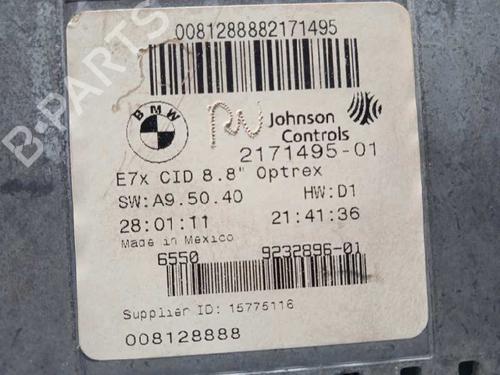 0081288882171495
BMW
RW
Johnson
Controls
2171495-01
E7x CID 8.8" Optrex
SW:A9.50.40 HW:D1
28:01:11 21:41:36
Made in Mexico
6550 9232896-01
Supplier ID: 15775116
008128888
B-PARTS